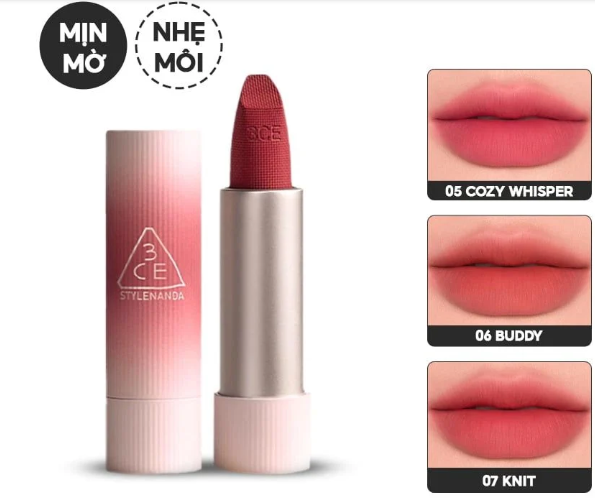 MỊN
MỜ
NHẸ
MÔI
3CE
3
CE
STYLENANDA
05 COZY WHISPER
06 BUDDY
07 KNIT